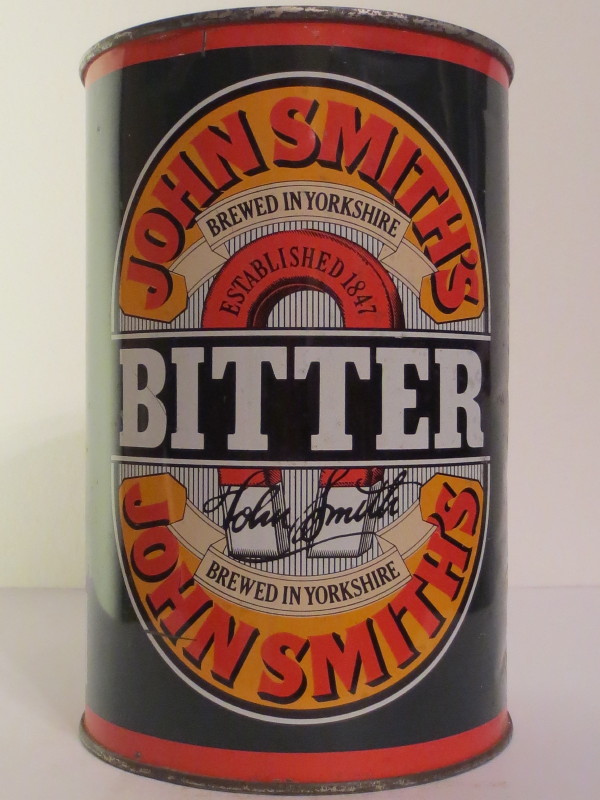 JOHN SMITH'S
BREWED IN YORKSHIRE
ESTABLISHED 1847
BITTER
John Smith
BREWED IN YORKSHIRE
JOHN SMITH'S